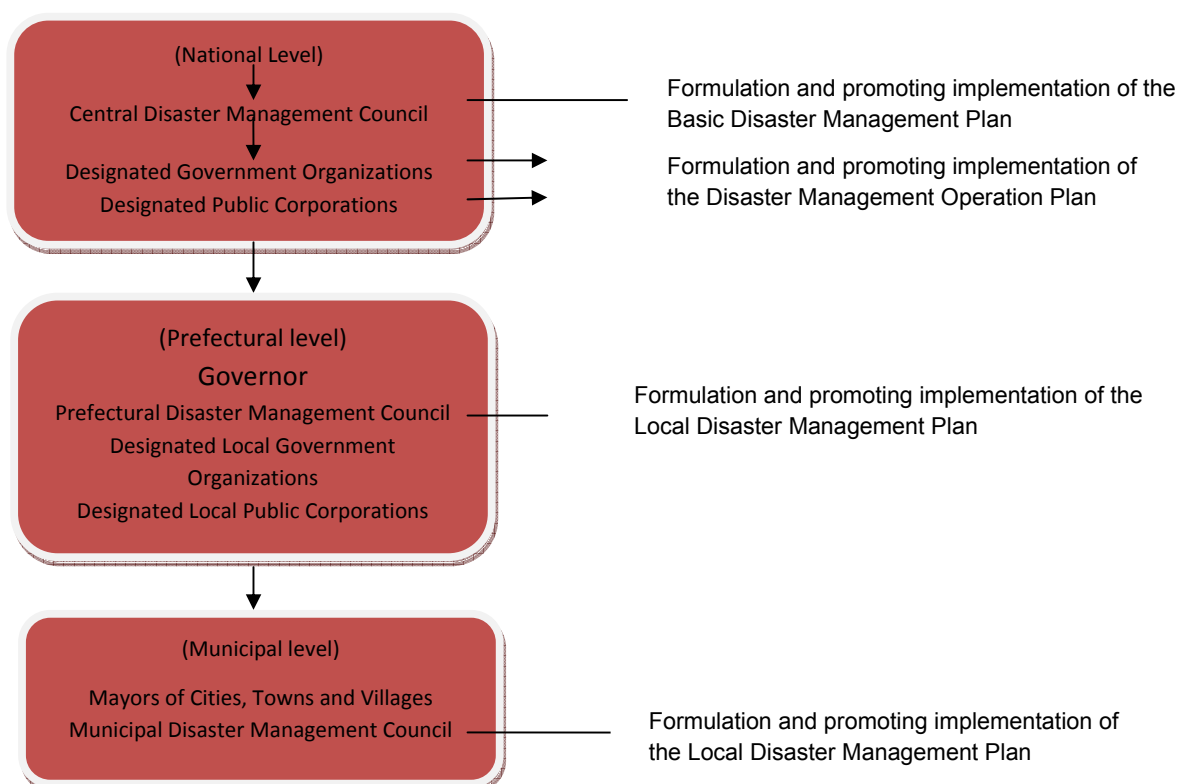 (National Level)
Central Disaster Management Council
Formulation and promoting implementation of the
Basic Disaster Management Plan
Designated Government Organizations
Designated Public Corporations
Formulation and promoting implementation of
the Disaster Management Operation Plan
(Prefectural level)
Governor
Prefectural Disaster Management Council
Designated Local Government
Organizations
Designated Local Public Corporations
Formulation and promoting implementation of the
Local Disaster Management Plan
(Municipal level)
Mayors of Cities, Towns and Villages
Municipal Disaster Management Council
Formulation and promoting implementation of
the Local Disaster Management Plan